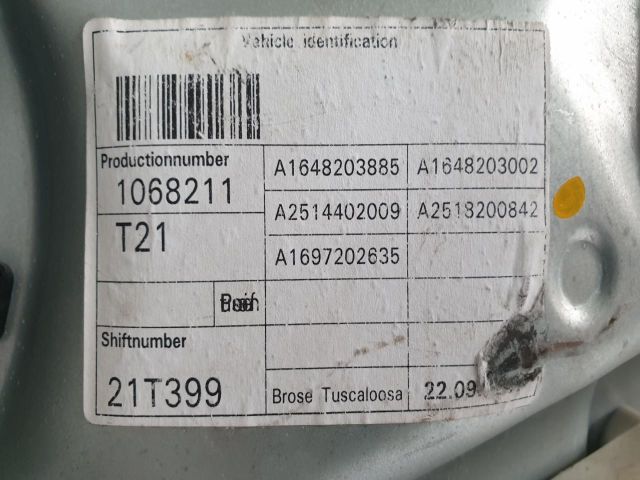 Vehicle identification
Productionnumber
1068211
A1648203885 A1648203002
T21
A2514402009 A2518200842
A1697202635
Shiftnumber
21T399
Brose Tuscaloosa 22.09